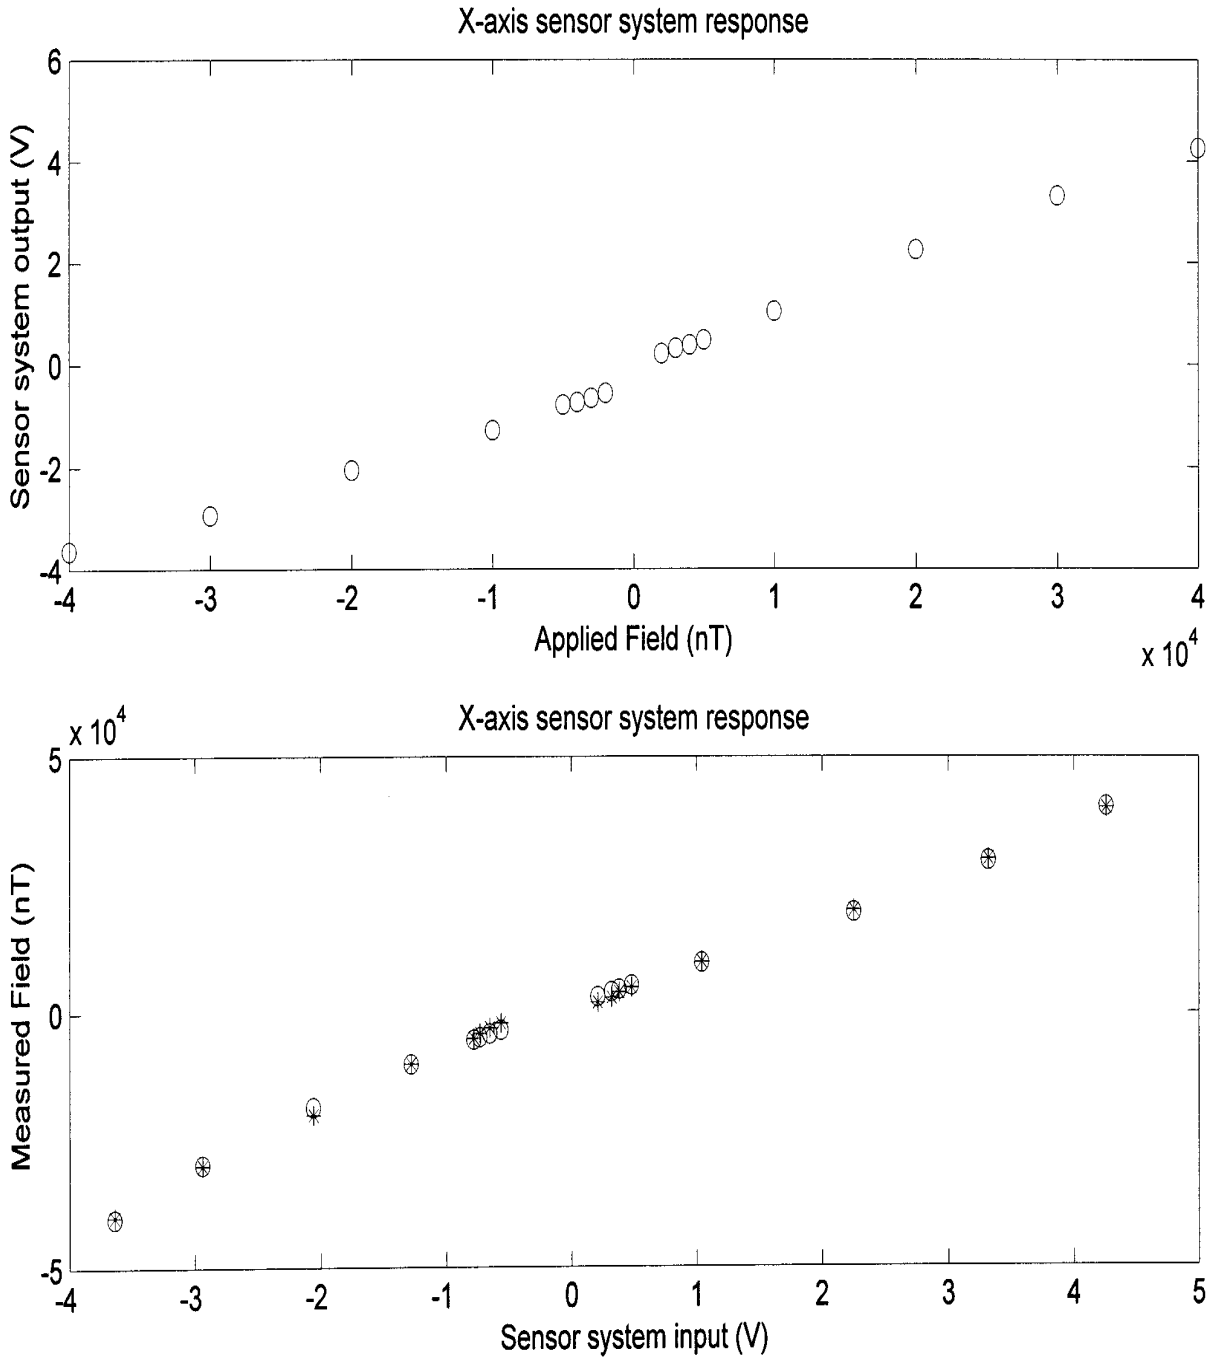 X-axis sensor system response
6
4
2
0
-2
-4
Sensor system output (V)
-4 -3 -2 -1 0 1 2 3 4
Applied Field (nT)
x 10^4
X-axis sensor system response
x 10^4
5
0
-5
Measured Field (nT)
-4 -3 -2 -1 0 1 2 3 4 5
Sensor system input (V)